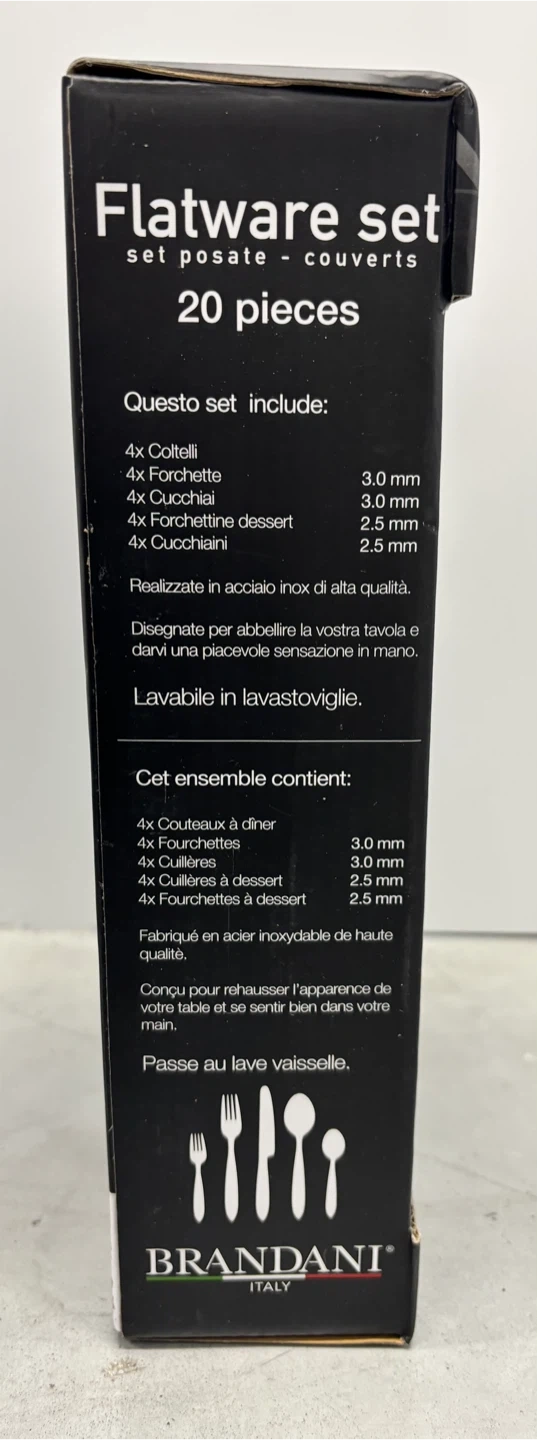 Flatware set
set posate - couverts
20 pieces
Questo set include:
4x Coltelli
4x Forchette 3.0 mm
4x Cucchiai 3.0 mm
4x Forchettine dessert 2.5 mm
4x Cucchiaini 2.5 mm
Realizzate in acciaio inox di alta qualità.
Disegnate per abbellire la vostra tavola e
darvi una piacevole sensazione in mano.
Lavabile in lavastoviglie.
Cet ensemble contient:
4x Couteaux à dîner
4x Fourchettes 3.0 mm
4x Cuillères 3.0 mm
4x Cuillères à dessert 2.5 mm
4x Fourchettes à dessert 2.5 mm
Fabriqué en acier inoxydable de haute
qualitè.
Conçu pour rehausser l'apparence de
votre table et se sentir bien dans votre
main.
Passe au lave vaisselle.
BRANDANI®
ITALY